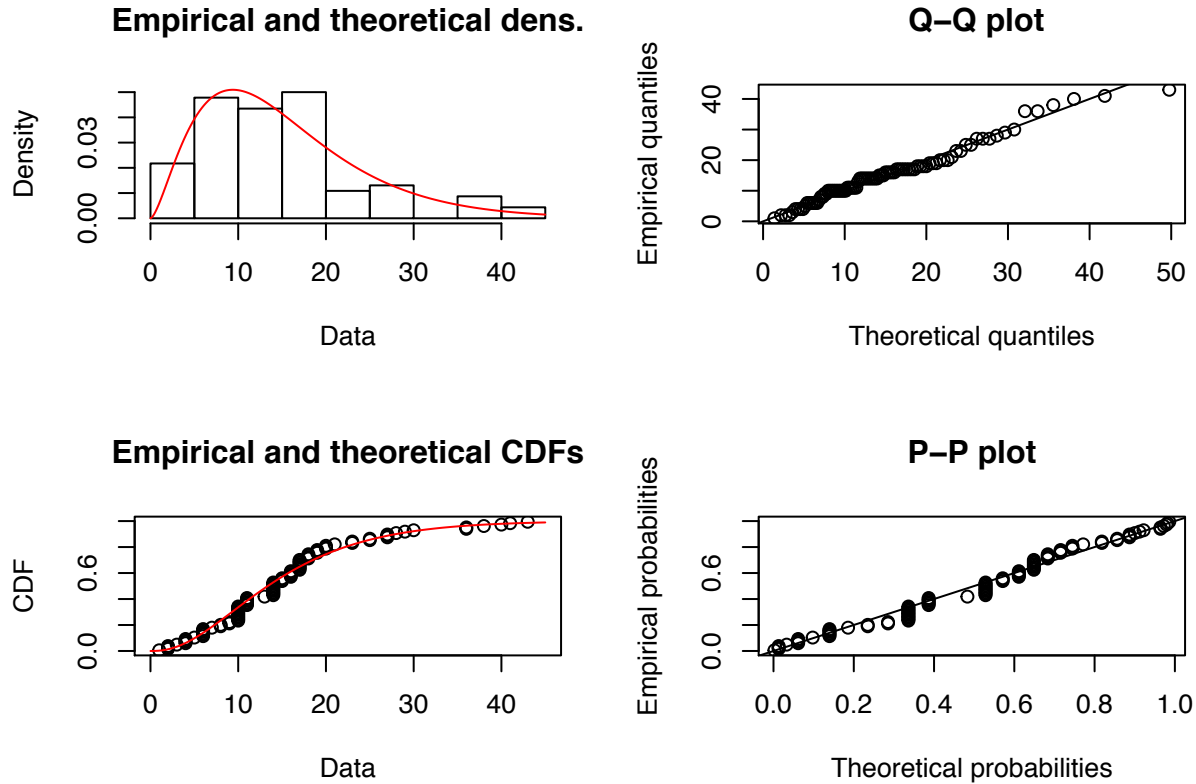 Empirical and theoretical dens.
Density
0.00 0.03
0 10 20 30 40
Data
Q−Q plot
Empirical quantiles
0 20 40
0 10 20 30 40 50
Theoretical quantiles
Empirical and theoretical CDFs
CDF
0.0 0.6
0 10 20 30 40
Data
P−P plot
Empirical probabilities
0.0 0.6
0.0 0.2 0.4 0.6 0.8 1.0
Theoretical probabilities